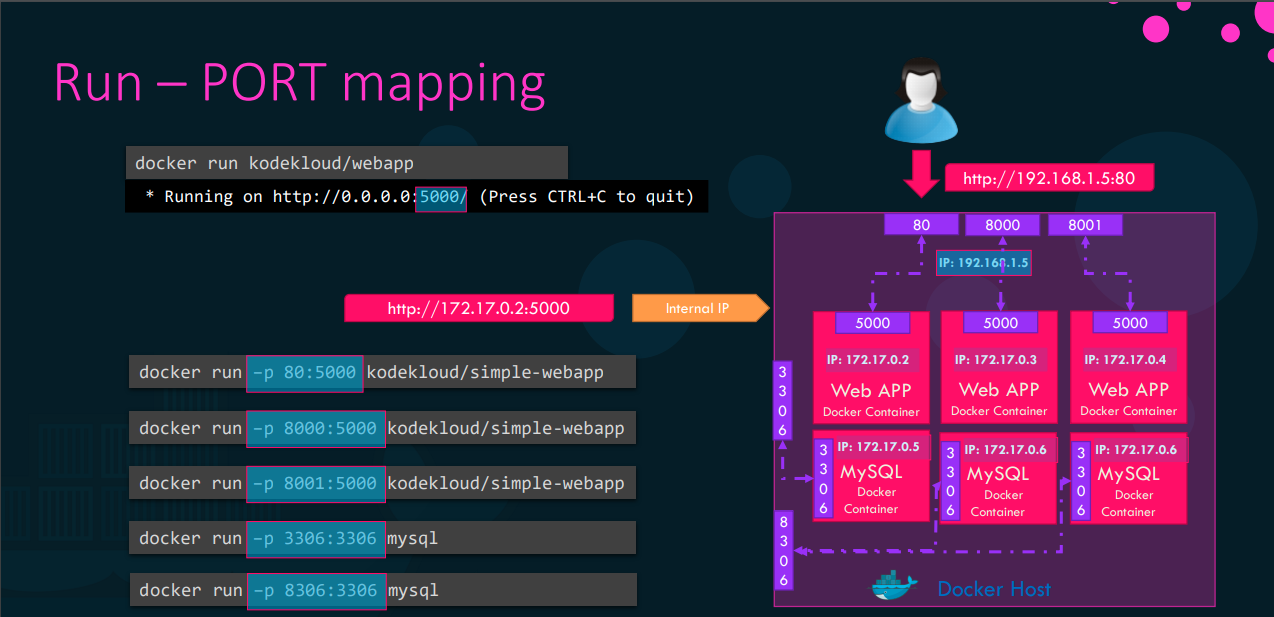 Run – PORT mapping
docker run kodekloud/webapp
* Running on http://0.0.0.0:5000/ (Press CTRL+C to quit)
http://192.168.1.5:80
80
8000
8001
IP: 192.168.1.5
http://172.17.0.2:5000
Internal IP
5000
5000
5000
IP: 172.17.0.2
IP: 172.17.0.3
IP: 172.17.0.4
Web APP
Web APP
Web APP
Docker Container
Docker Container
Docker Container
docker run -p 80:5000 kodekloud/simple-webapp
docker run -p 8000:5000 kodekloud/simple-webapp
docker run -p 8001:5000 kodekloud/simple-webapp
docker run -p 3306:3306 mysql
docker run -p 8306:3306 mysql
3306
3306
IP: 172.17.0.5
MySQL
Docker
Container
3306
IP: 172.17.0.6
MySQL
Docker
Container
3306
IP: 172.17.0.6
MySQL
Docker
Container
8306
Docker Host